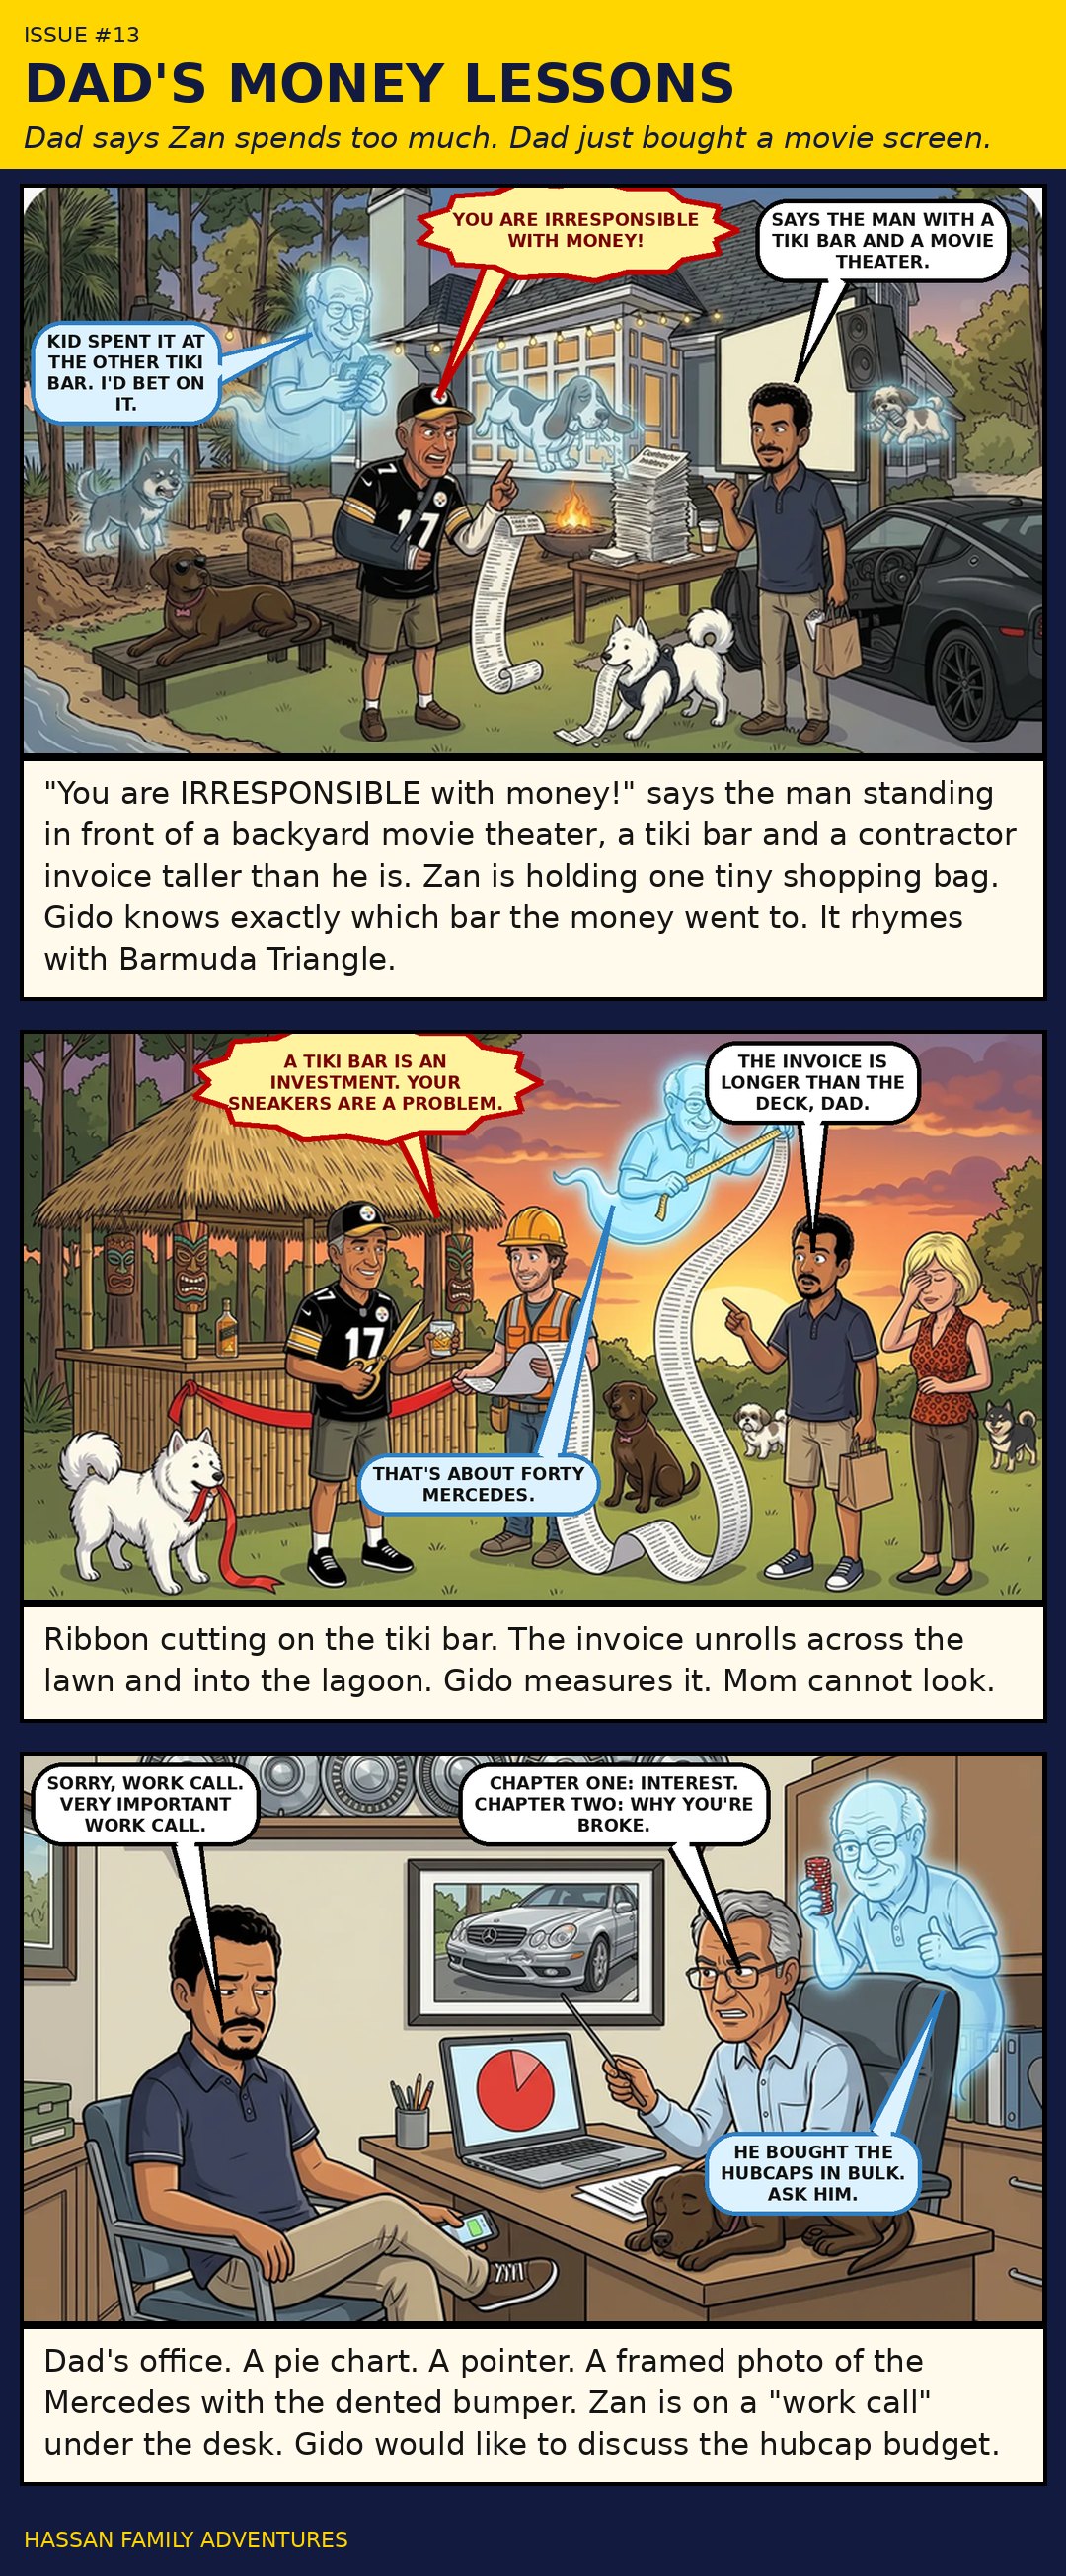 ISSUE #13
DAD'S MONEY LESSONS
Dad says Zan spends too much. Dad just bought a movie screen.
YOU ARE IRRESPONSIBLE
WITH MONEY!
SAYS THE MAN WITH A
TIKI BAR AND A MOVIE
THEATER.
KID SPENT IT AT
THE OTHER TIKI
BAR. I'D BET ON
IT.
17
"You are IRRESPONSIBLE with money!" says the man standing
in front of a backyard movie theater, a tiki bar and a contractor
invoice taller than he is. Zan is holding one tiny shopping bag.
Gido knows exactly which bar the money went to. It rhymes
with Barmuda Triangle.
A TIKI BAR IS AN
INVESTMENT. YOUR
SNEAKERS ARE A PROBLEM.
THE INVOICE IS
LONGER THAN THE
DECK, DAD.
17
THAT'S ABOUT FORTY
MERCEDES.
Ribbon cutting on the tiki bar. The invoice unrolls across the
lawn and into the lagoon. Gido measures it. Mom cannot look.
SORRY, WORK CALL.
VERY IMPORTANT
WORK CALL.
CHAPTER ONE: INTEREST.
CHAPTER TWO: WHY YOU'RE
BROKE.
HE BOUGHT THE
HUBCAPS IN BULK.
ASK HIM.
Dad's office. A pie chart. A pointer. A framed photo of the
Mercedes with the dented bumper. Zan is on a "work call"
under the desk. Gido would like to discuss the hubcap budget.
HASSAN FAMILY ADVENTURES